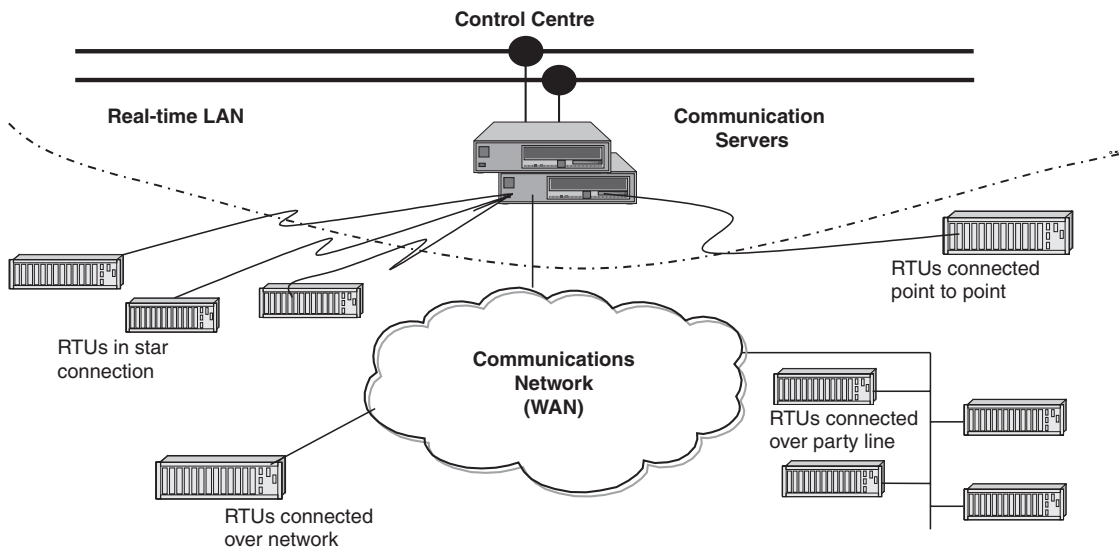 Control Centre
Real-time LAN
Communication
Servers
RTUs connected
point to point
RTUs in star
connection
Communications
Network
(WAN)
RTUs connected
over party line
RTUs connected
over network